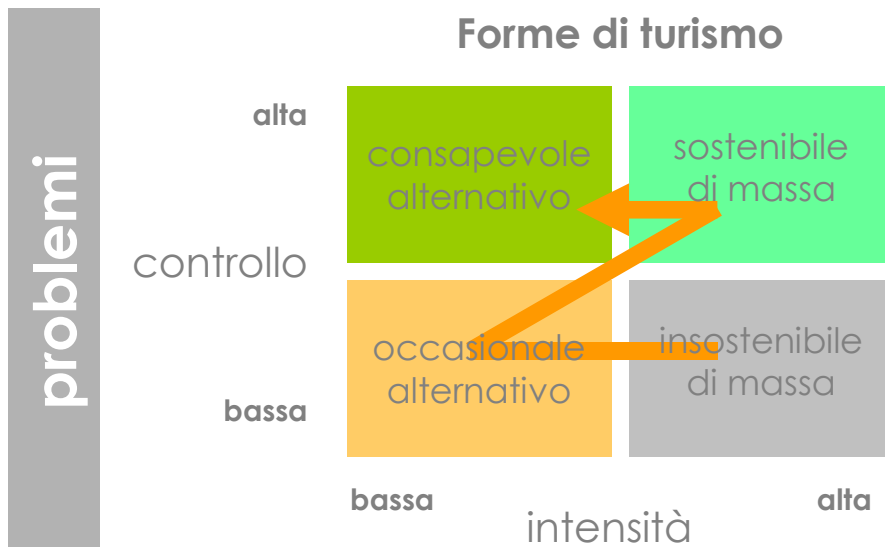 problemi
Forme di turismo
alta
controllo
bassa
consapevole
alternativo
sostenibile
di massa
occasionale
alternativo
insostenibile
di massa
bassa
alta
intensità